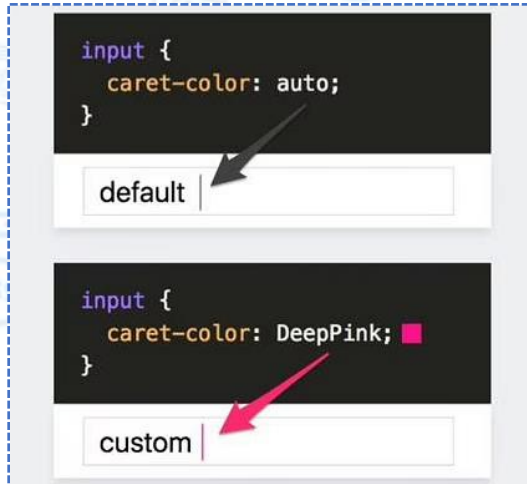 input {
caret-color: auto;
}
default
input {
caret-color: DeepPink;
}
custom